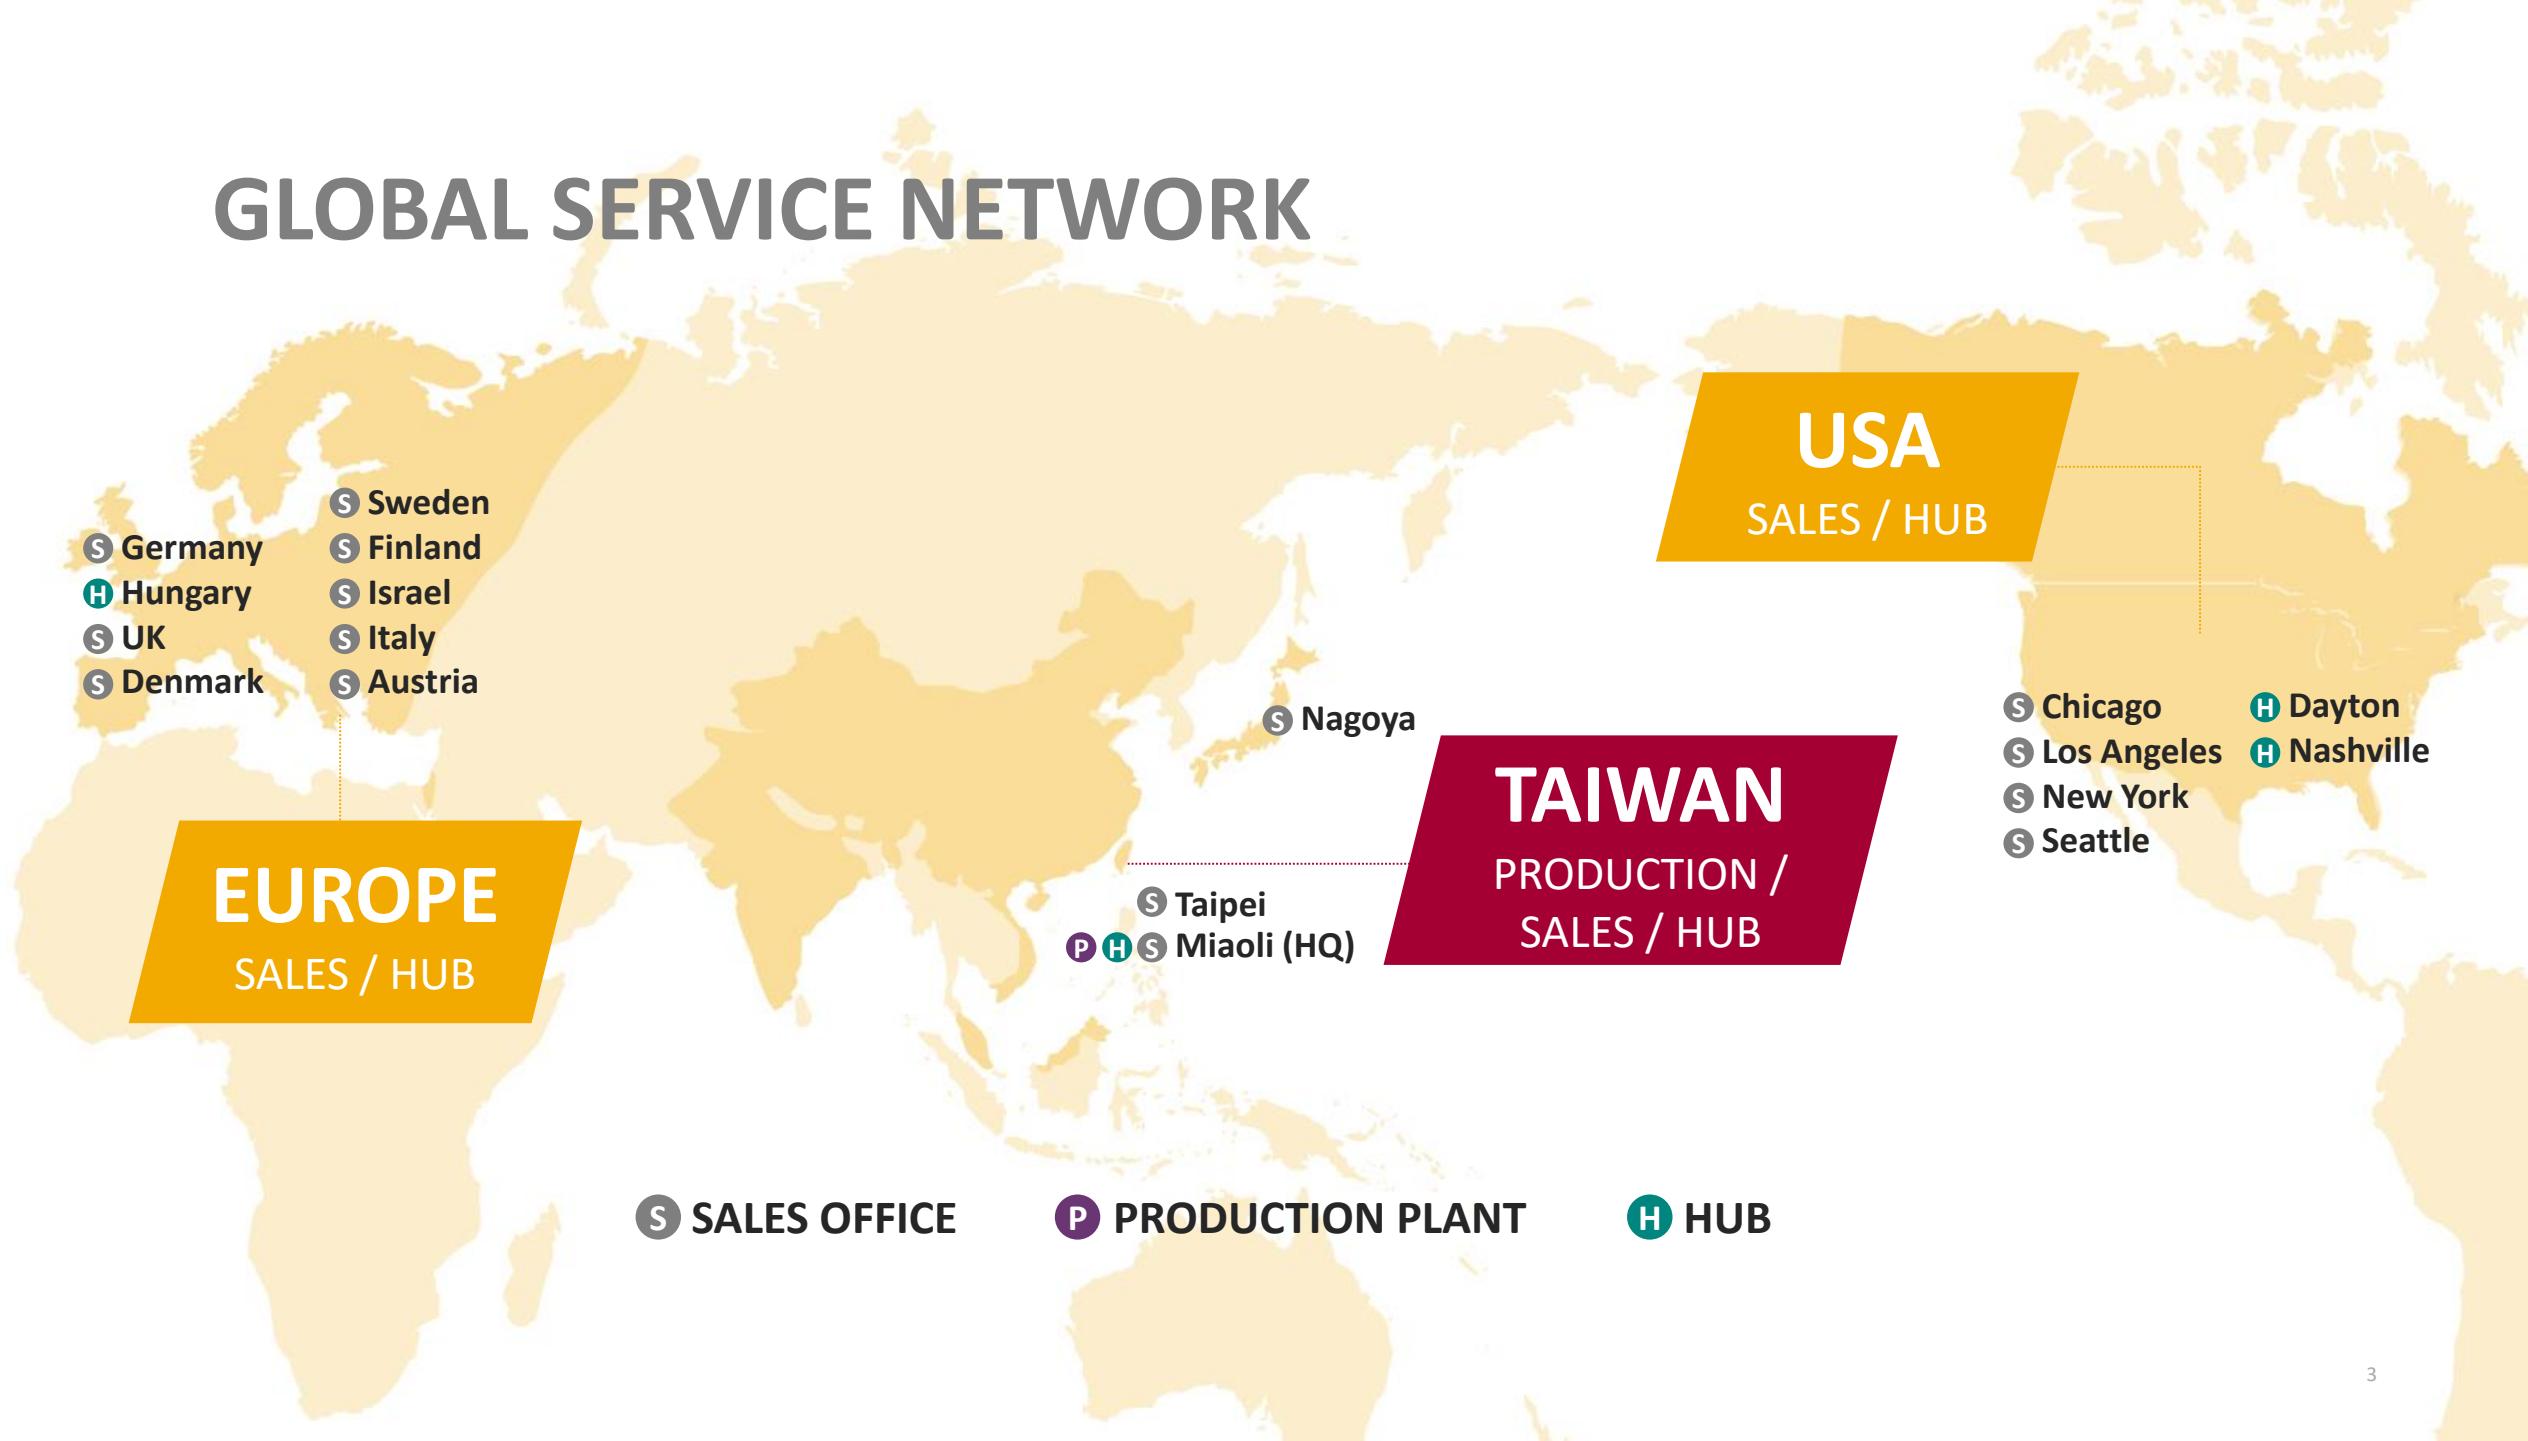 GLOBAL SERVICE NETWORK
S Germany
H Hungary
S UK
S Denmark
S Sweden
S Finland
S Israel
S Italy
S Austria
EUROPE
SALES / HUB
S Nagoya
TAIWAN
PRODUCTION /
SALES / HUB
S Taipei
P H S Miaoli (HQ)
USA
SALES / HUB
S Chicago
S Los Angeles
S New York
S Seattle
H Dayton
H Nashville
S SALES OFFICE
P PRODUCTION PLANT
H HUB
3